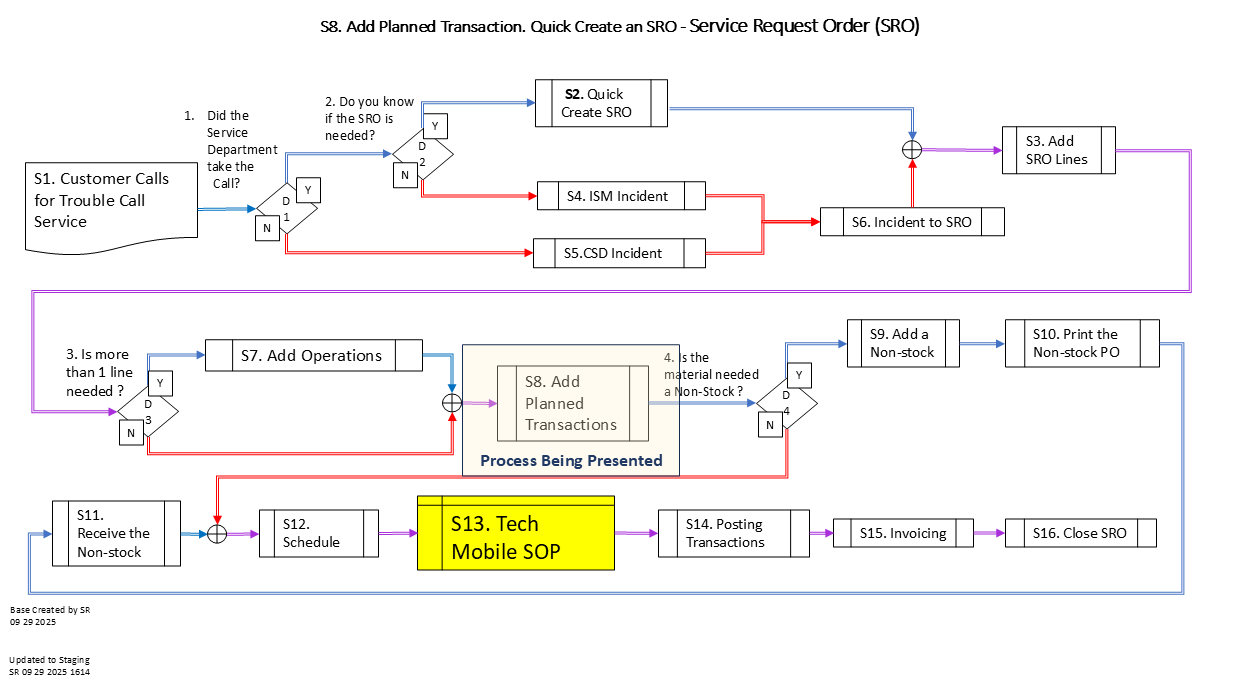 S8. Add Planned Transaction. Quick Create an SRO - Service Request Order (SRO)
1. Did the
Service
Department
take the
Call?
2. Do you know
if the SRO is
needed?
S2. Quick
Create SRO
Y
D
2
N
S3. Add
SRO Lines
S1. Customer Calls
for Trouble Call
Service
Y
D
1
N
S4. ISM Incident
S6. Incident to SRO
S5.CSD Incident
3. Is more
than 1 line
needed ?
Y
D
3
N
S7. Add Operations
S8. Add
Planned
Transactions
Process Being Presented
4. Is the
material needed
a Non-Stock ?
Y
D
4
N
S9. Add a
Non-stock
S10. Print the
Non-stock PO
S11.
Receive the
Non-stock
S12.
Schedule
S13. Tech
Mobile SOP
S14. Posting
Transactions
S15. Invoicing
S16. Close SRO
Base Created by SR
09 29 2025
Updated to Staging
SR 09 29 2025 1614